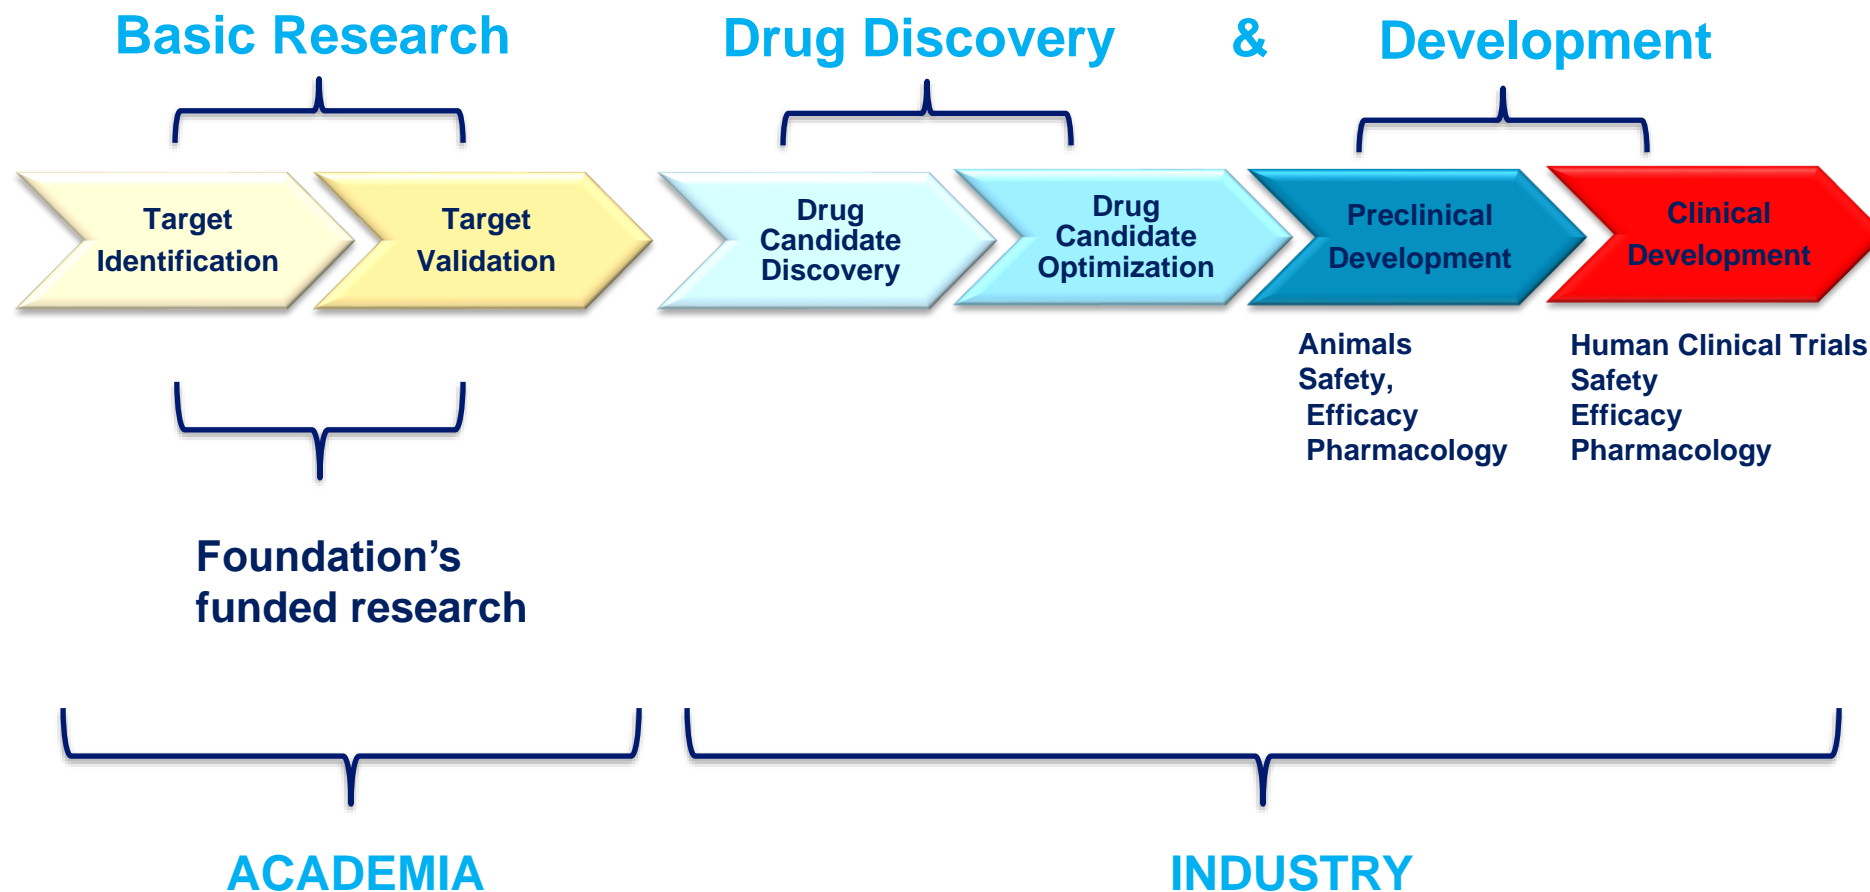 Basic Research
Drug Discovery & Development
Target
Identification
Target
Validation
Drug
Candidate
Discovery
Drug
Candidate
Optimization
Preclinical
Development
Clinical
Development
Animals
Safety,
Efficacy
Pharmacology
Human Clinical Trials
Safety
Efficacy
Pharmacology
Foundation’s
funded research
ACADEMIA
INDUSTRY